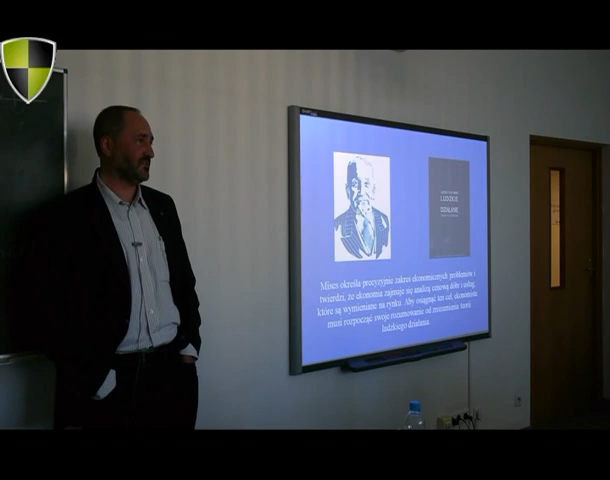 LUDZKIE
DZIAŁANIE
Mises określa precyzyjnie zakres ekonomicznych problemów i
twierdzi, że ekonomia zajmuje się analizą cenową dóbr i usług,
które są wymieniane na rynku. Aby osiągnąć ten cel, ekonomista
musi rozpocząć swoje rozumowanie od zrozumienia teorii
ludzkiego działania.